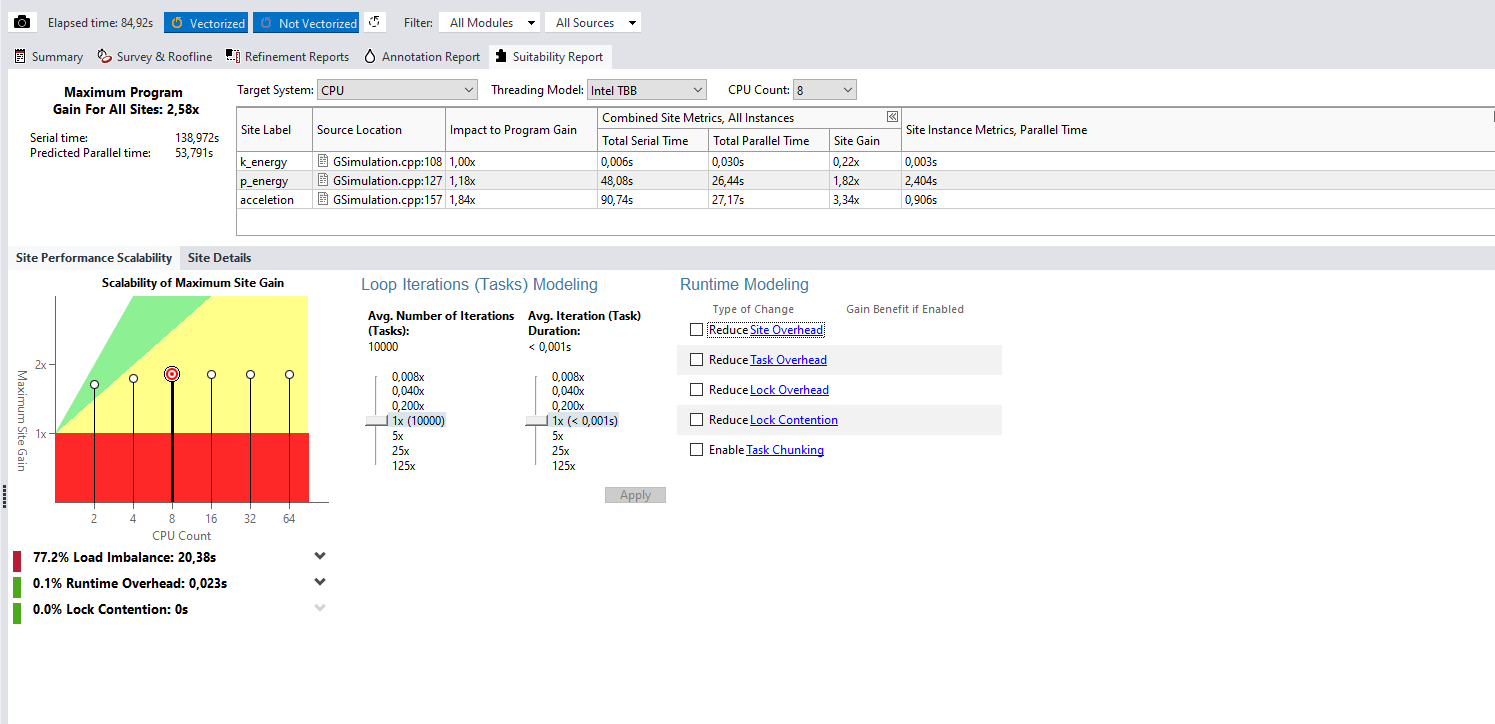 Elapsed time: 84,92s Vectorized Not Vectorized Filter: All Modules All Sources
Summary Survey & Roofline Refinement Reports Annotation Report Suitability Report
Maximum Program
Gain For All Sites: 2,58x
Serial time: 138,972s
Predicted Parallel time: 53,791s
Target System: CPU Threading Model: Intel TBB CPU Count: 8
Site Label Source Location Impact to Program Gain Combined Site Metrics, All Instances Site Instance Metrics, Parallel Time
Total Serial Time Total Parallel Time Site Gain
k_energy GSimulation.cpp:108 1,00x 0,006s 0,030s 0,22x 0,003s
p_energy GSimulation.cpp:127 1,18x 48,08s 26,44s 1,82x 2,404s
acceletion GSimulation.cpp:157 1,84x 90,74s 27,17s 3,34x 0,906s
Site Performance Scalability Site Details
Scalability of Maximum Site Gain
Maximum Site Gain
2x
1x
2 4 8 16 32 64
CPU Count
77.2% Load Imbalance: 20,38s
0.1% Runtime Overhead: 0,023s
0.0% Lock Contention: 0s
Loop Iterations (Tasks) Modeling
Avg. Number of Iterations
(Tasks):
10000
0,008x
0,040x
0,200x
1x (10000)
5x
25x
125x
Avg. Iteration (Task)
Duration:
< 0,001s
0,008x
0,040x
0,200x
1x (< 0,001s)
5x
25x
125x
Apply
Runtime Modeling
Type of Change Gain Benefit if Enabled
Reduce Site Overhead
Reduce Task Overhead
Reduce Lock Overhead
Reduce Lock Contention
Enable Task Chunking